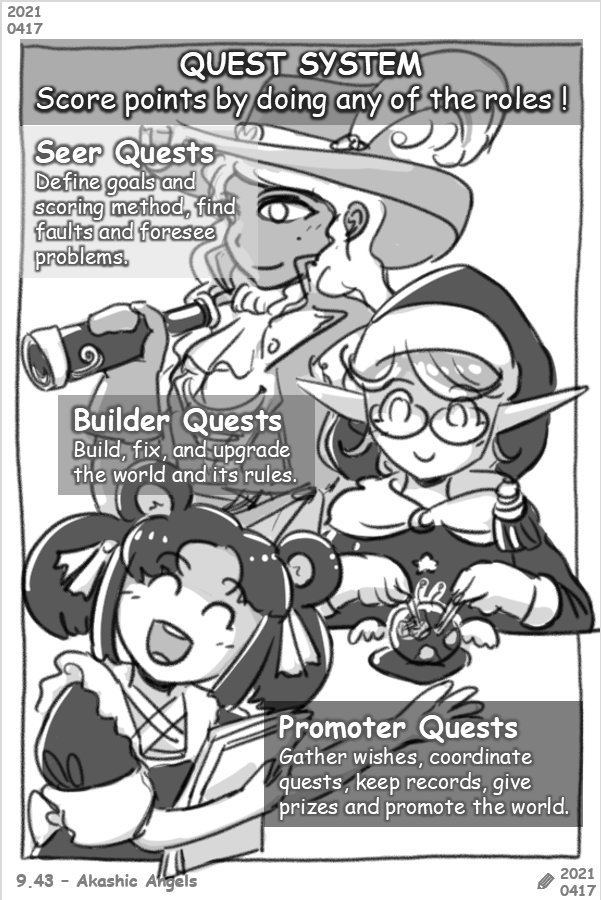 2021
0417
QUEST SYSTEM
Score points by doing any of the roles !
Seer Quests
Define goals and
scoring method, find
faults and foresee
problems.
Builder Quests
Build, fix, and upgrade
the world and its rules.
Promoter Quests
Gather wishes, coordinate
quests, keep records, give
prizes and promote the world.
9.43 – Akashic Angels
2021
0417